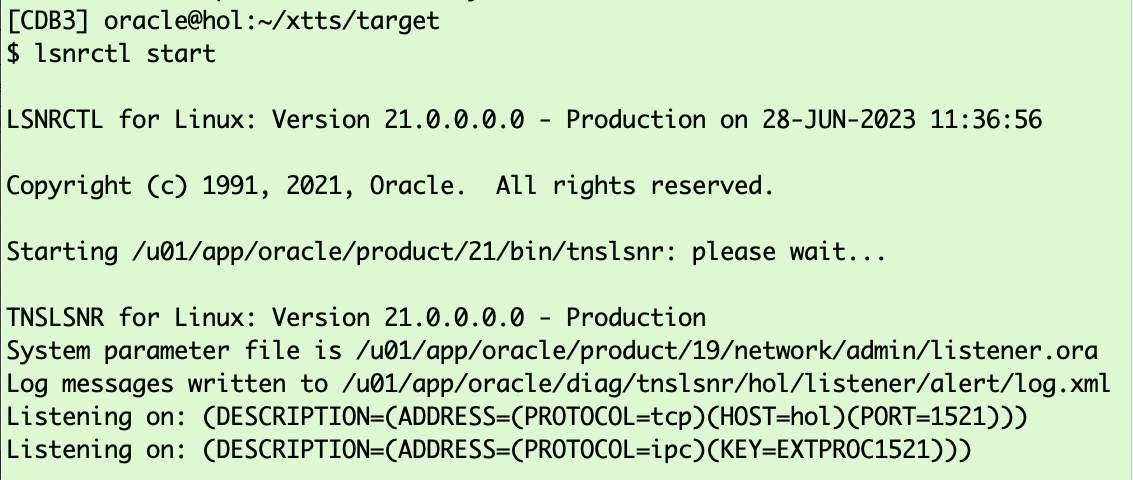 [CDB3] oracle@hol:~/xtts/target
$ lsnrctl start
LSNRCTL for Linux: Version 21.0.0.0.0 - Production on 28-JUN-2023 11:36:56
Copyright (c) 1991, 2021, Oracle.  All rights reserved.
Starting /u01/app/oracle/product/21/bin/tnslsnr: please wait...
TNSLSNR for Linux: Version 21.0.0.0.0 - Production
System parameter file is /u01/app/oracle/product/19/network/admin/listener.ora
Log messages written to /u01/app/oracle/diag/tnslsnr/hol/listener/alert/log.xml
Listening on: (DESCRIPTION=(ADDRESS=(PROTOCOL=tcp)(HOST=hol)(PORT=1521)))
Listening on: (DESCRIPTION=(ADDRESS=(PROTOCOL=ipc)(KEY=EXTPROC1521)))